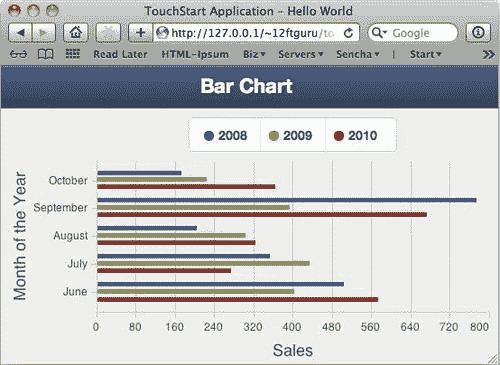 TouchStart Application – Hello World
http://127.0.0.1/~12ftguru/to
Google
Read Later HTML-Ipsum Biz▾ Servers▾ Sencha▾ | Start▾ »
Bar Chart
2008 2009 2010
Month of the Year
October
September
August
July
June
0 80 160 240 320 400 480 560 640 720 800
Sales